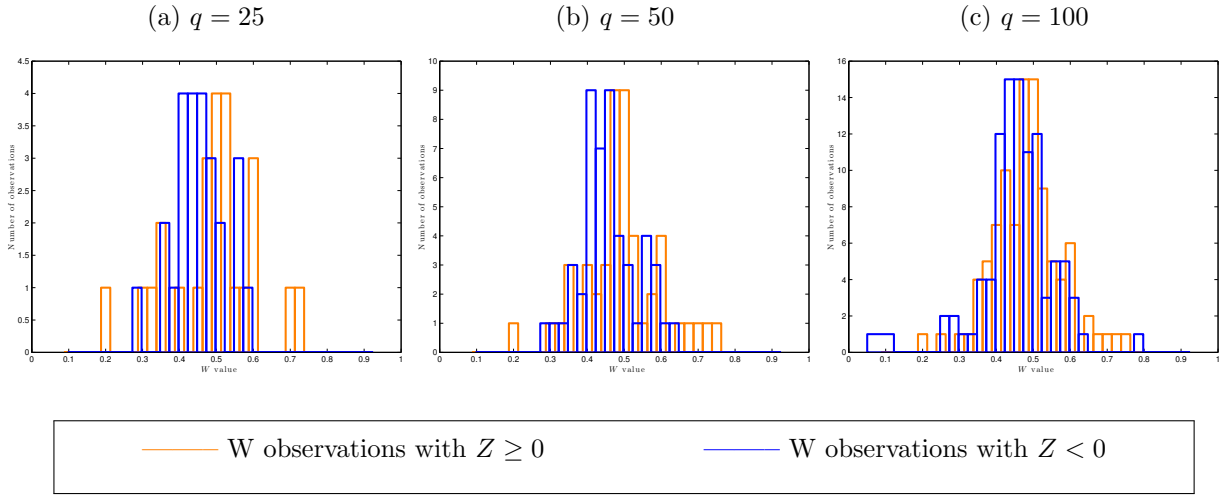 (a) q = 25 (b) q = 50 (c) q = 100
4.5
4
3.5
3
2.5
2
1.5
1
0.5
0
Number of observations
0 0.1 0.2 0.3 0.4 0.5 0.6 0.7 0.8 0.9 1
W value
10
9
8
7
6
5
4
3
2
1
0
Number of observations
0 0.1 0.2 0.3 0.4 0.5 0.6 0.7 0.8 0.9 1
W value
16
14
12
10
8
6
4
2
0
Number of observations
0 0.1 0.2 0.3 0.4 0.5 0.6 0.7 0.8 0.9 1
W value
W observations with Z ≥ 0 W observations with Z < 0